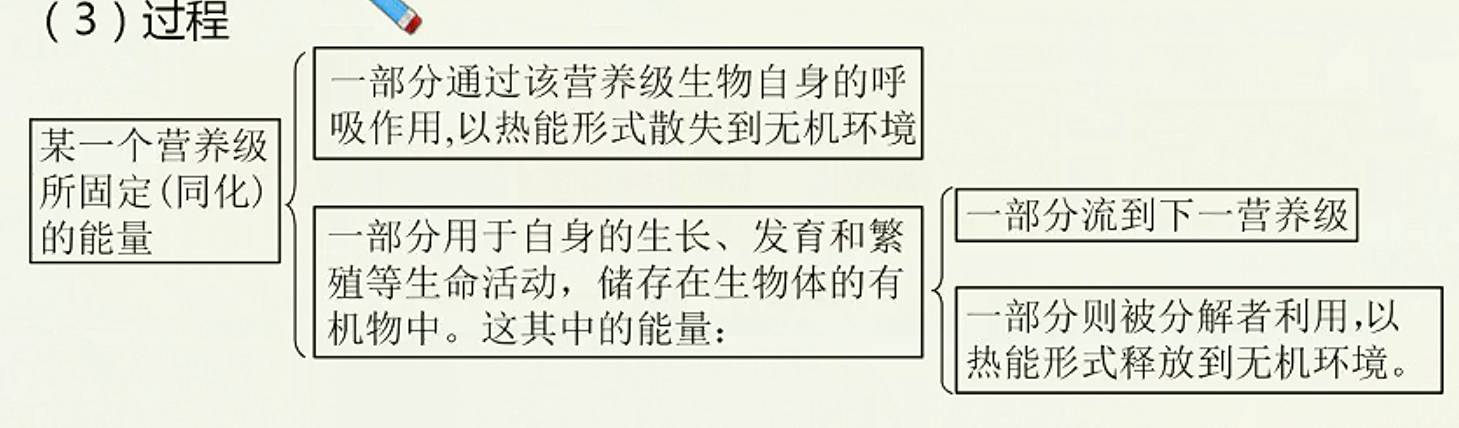 （3）过程
一部分通过该营养级生物自身的呼
吸作用,以热能形式散失到无机环境
某一个营养级
所固定(同化)
的能量
一部分用于自身的生长、发育和繁
殖等生命活动，储存在生物体的有
机物中。这其中的能量：
一部分流到下一营养级
一部分则被分解者利用,以
热能形式释放到无机环境。